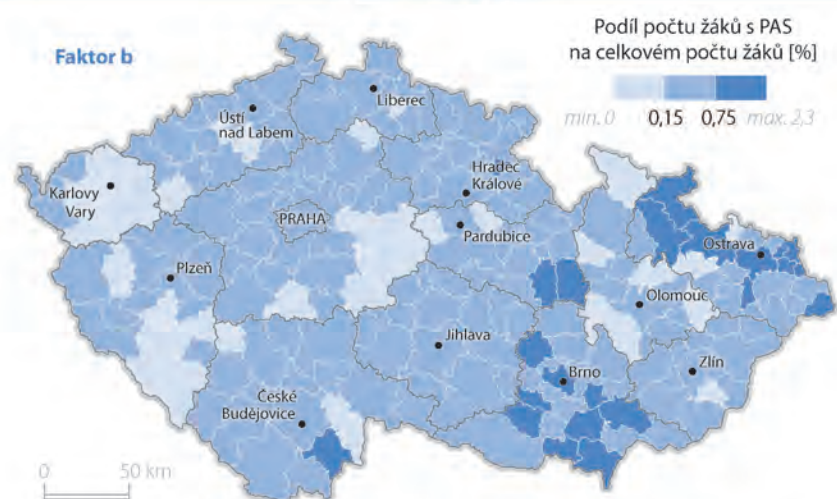 Faktor b
Podíl počtu žáků s PAS
na celkovém počtu žáků [%]
min. 0 0,15 0,75 max. 2,3
Liberec
Ústí
nad Labem
Karlovy
Vary
Hradec
Králové
PRAHA
Pardubice
Ostrava
Plzeň
Olomouc
Jihlava
Brno
Zlín
České
Budějovice
0 50 km